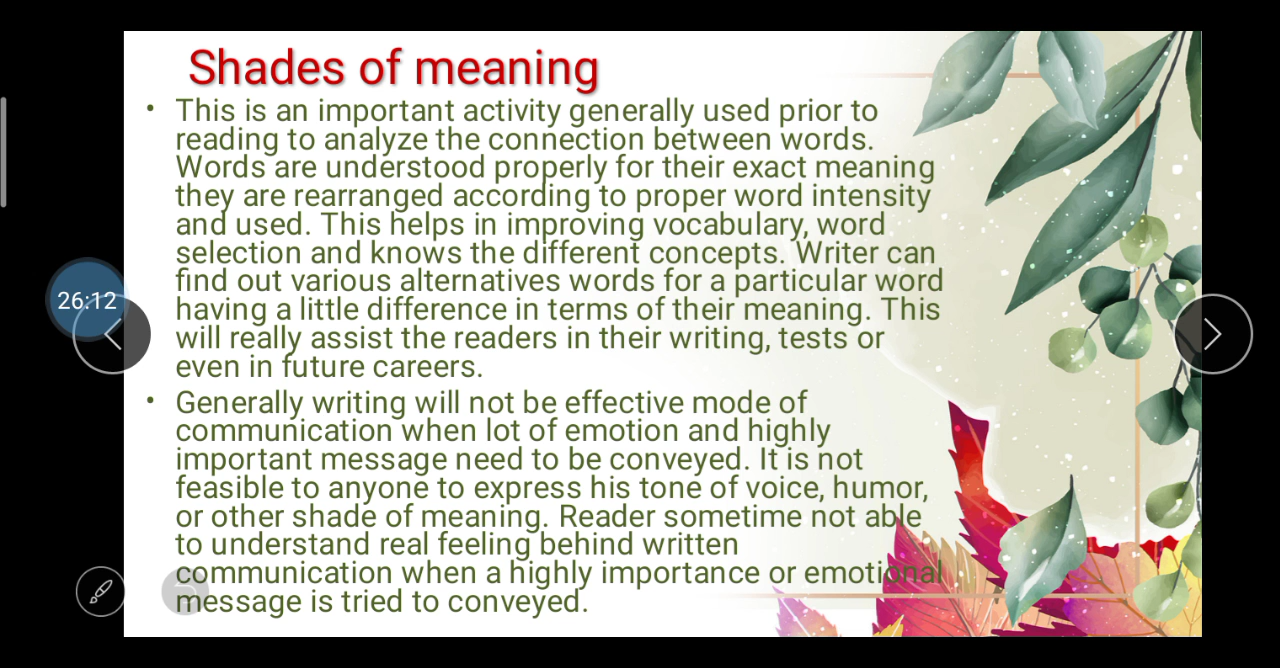 Shades of meaning
• This is an important activity generally used prior to
reading to analyze the connection between words.
Words are understood properly for their exact meaning
they are rearranged according to proper word intensity
and used. This helps in improving vocabulary, word
selection and knows the different concepts. Writer can
find out various alternatives words for a particular word
having a little difference in terms of their meaning. This
will really assist the readers in their writing, tests or
even in future careers.
• Generally writing will not be effective mode of
communication when lot of emotion and highly
important message need to be conveyed. It is not
feasible to anyone to express his tone of voice, humor,
or other shade of meaning. Reader sometime not able
to understand real feeling behind written
communication when a highly importance or emotional
message is tried to conveyed.
26:12